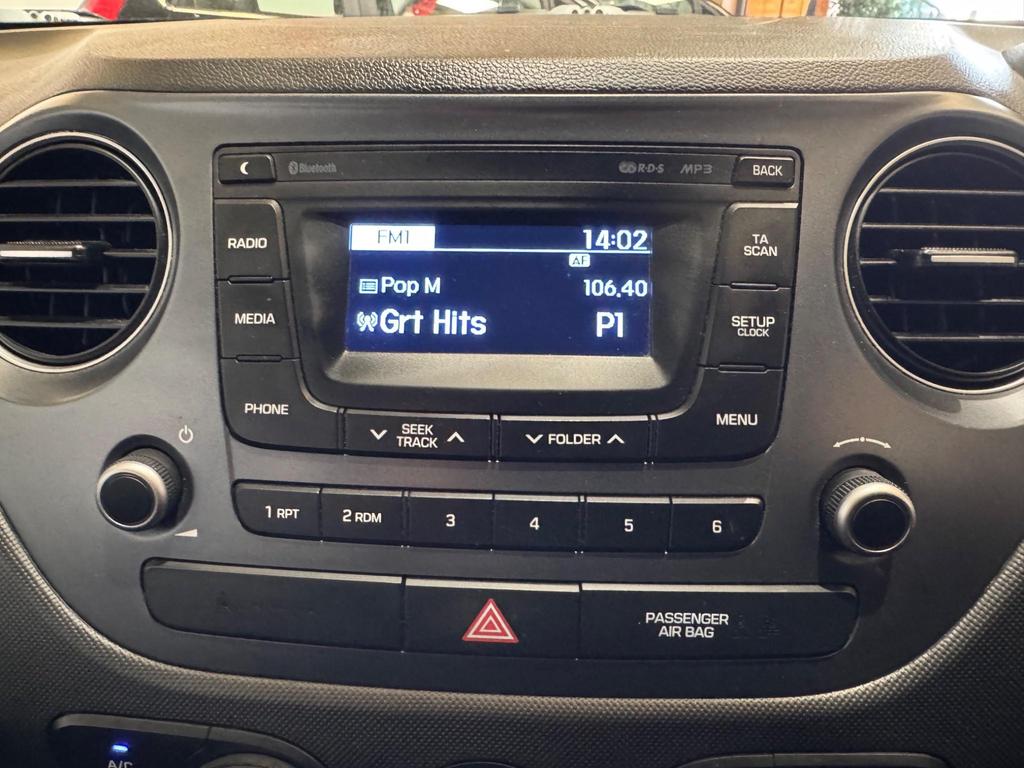 Bluetooth
R·D·S MP3
BACK
RADIO
FM1 14:02
TA
SCAN
AF
Pop M 106.40
MEDIA
Grt Hits P1
SETUP
CLOCK
PHONE
SEEK
TRACK
FOLDER
MENU
1 RPT 2 RDM 3 4 5 6
PASSENGER
AIR BAG
A/C